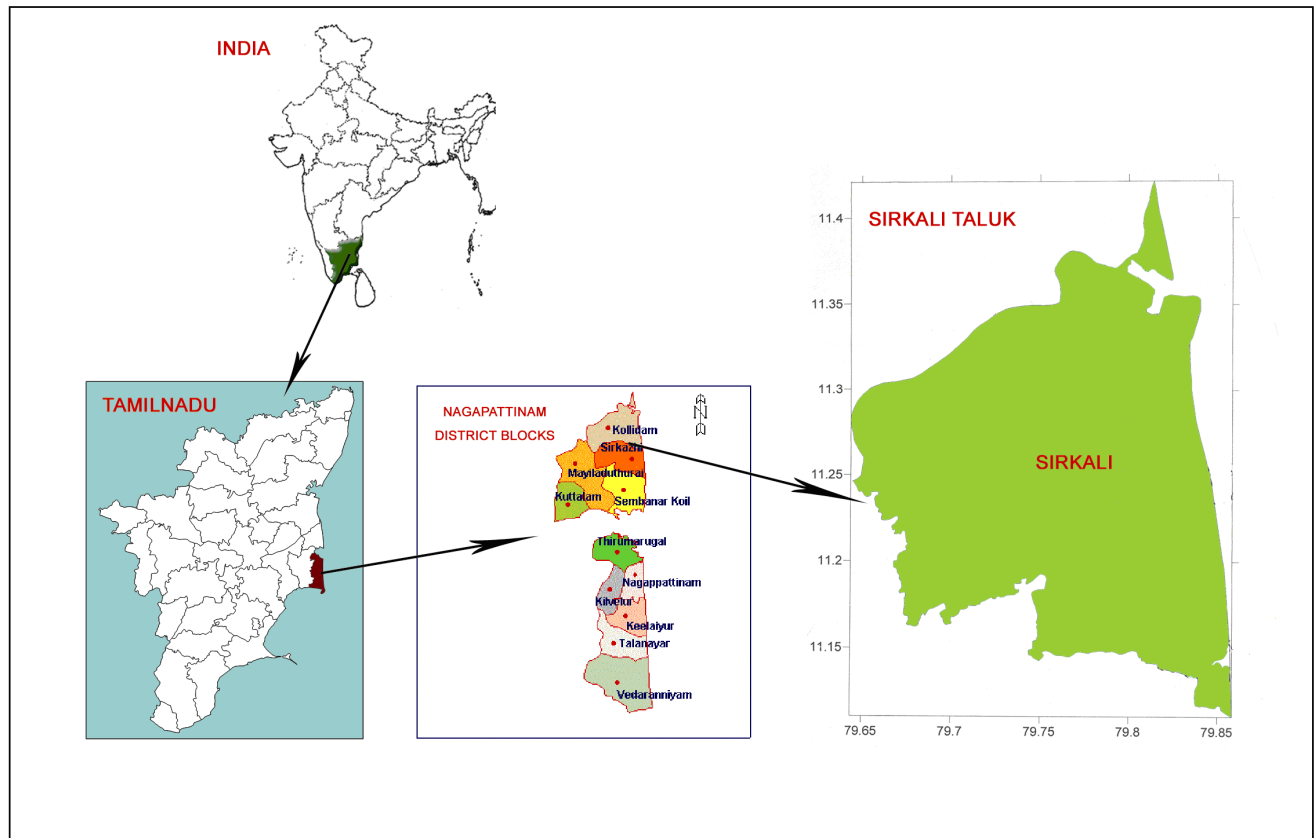 INDIA
TAMILNADU
NAGAPATTINAM
DISTRICT BLOCKS
N
Kollidam
Sirkazhi
Mayiladuthurai
Kuttalam
Sembanar Koil
Thirumarugal
Nagappattinam
Kilvelur
Keelaiyur
Talanayar
Vedaranniyam
SIRKALI TALUK
SIRKALI
11.4
11.35
11.3
11.25
11.2
11.15
79.65 79.7 79.75 79.8 79.85